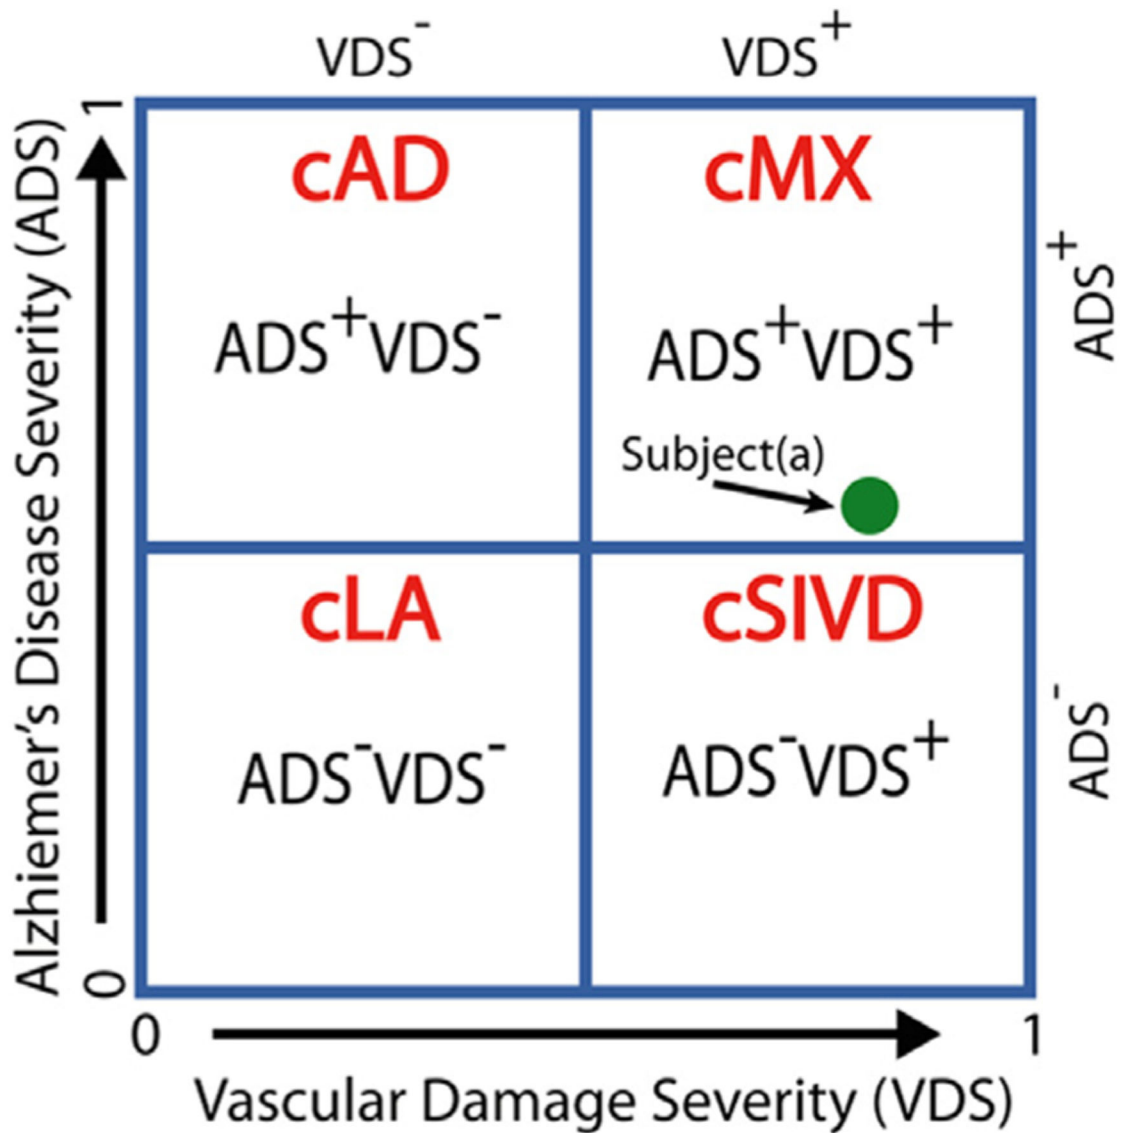 VDS⁻ VDS⁺
1
cAD cMX
ADS⁺VDS⁻ ADS⁺VDS⁺
Subject(a)
ADS⁺
Alzhiemer's Disease Severity (ADS)
cLA cSIVD
ADS⁻VDS⁻ ADS⁻VDS⁺
ADS⁻
0
0 1
Vascular Damage Severity (VDS)